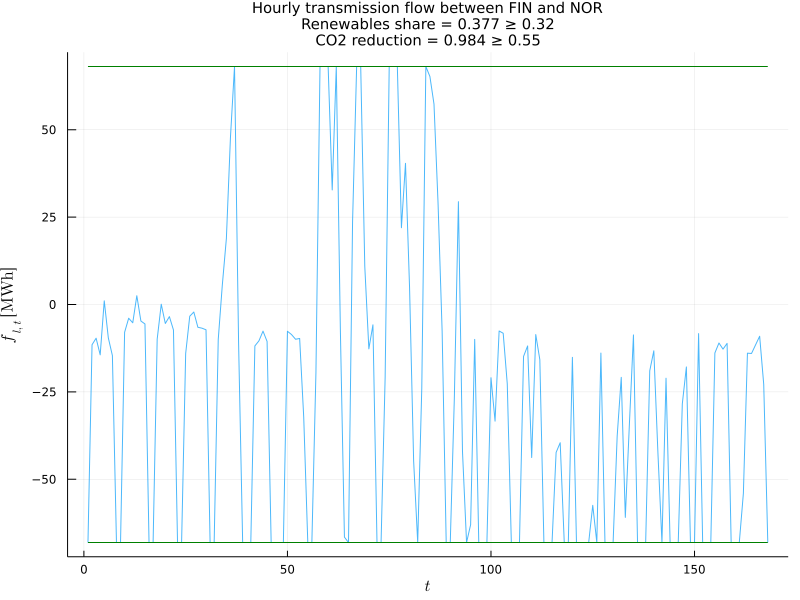 Hourly transmission flow between FIN and NOR
Renewables share = 0.377 ≥ 0.32
CO2 reduction = 0.984 ≥ 0.55
f l, t [MWh]
50
25
0
−25
−50
0
50
100
150
t